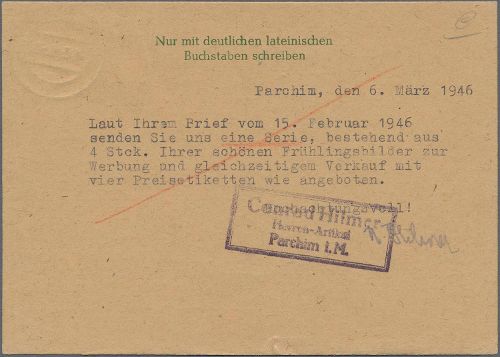 Nur mit deutlichen lateinischen
Buchstaben schreiben
Parchim, den 6. März 1946
Laut Ihrem Brief vom 15. Februar 1946
senden Sie uns eine Serie, bestehend aus
4 Stck. Ihrer schönen Frühlingsbilder zur
Werbung und gleichzeitigem Verkauf mit
vier Preisetiketten wie angeboten.
Hochachtungsvoll!
Conrad Hilmer
Herren-Artikel
Parchim i.M.